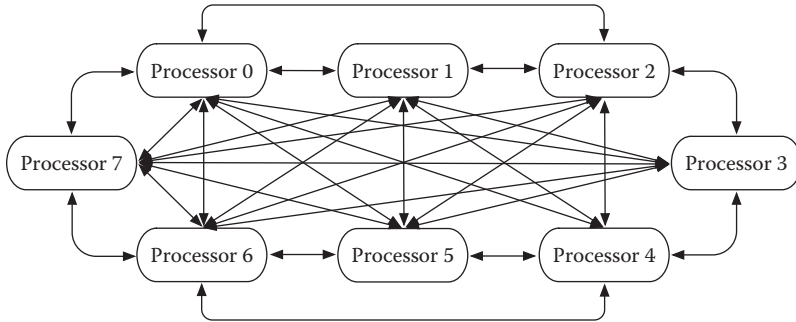 Processor 0
Processor 1
Processor 2
Processor 7
Processor 3
Processor 6
Processor 5
Processor 4